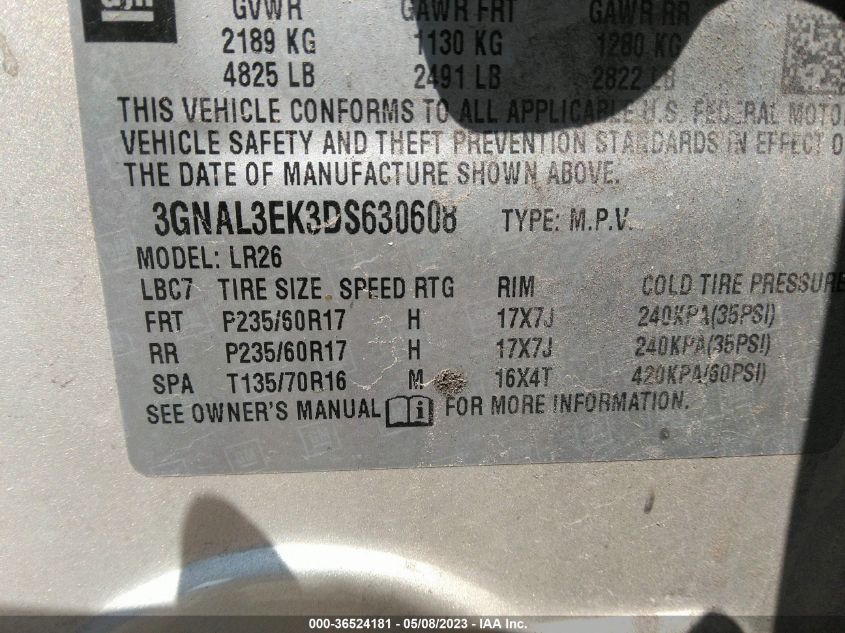 gm
GVWR GAWR FRT GAWR RR
2189 KG 1130 KG 1280 KG
4825 LB 2491 LB 2822 LB
THIS VEHICLE CONFORMS TO ALL APPLICABLE U.S. FEDERAL MOTO
VEHICLE SAFETY AND THEFT PREVENTION STANDARDS IN EFFECT O
THE DATE OF MANUFACTURE SHOWN ABOVE.
3GNAL3EK3DS630608 TYPE: M.P.V.
MODEL: LR26
LBC7 TIRE SIZE SPEED RTG RIM COLD TIRE PRESSURE
FRT P235/60R17 H 17X7J 240KPA(35PSI)
RR P235/60R17 H 17X7J 240KPA(35PSI)
SPA T135/70R16 M 16X4T 420KPA(60PSI)
SEE OWNER'S MANUAL i FOR MORE INFORMATION.
000-36524181 - 05/08/2023 - IAA, Inc.